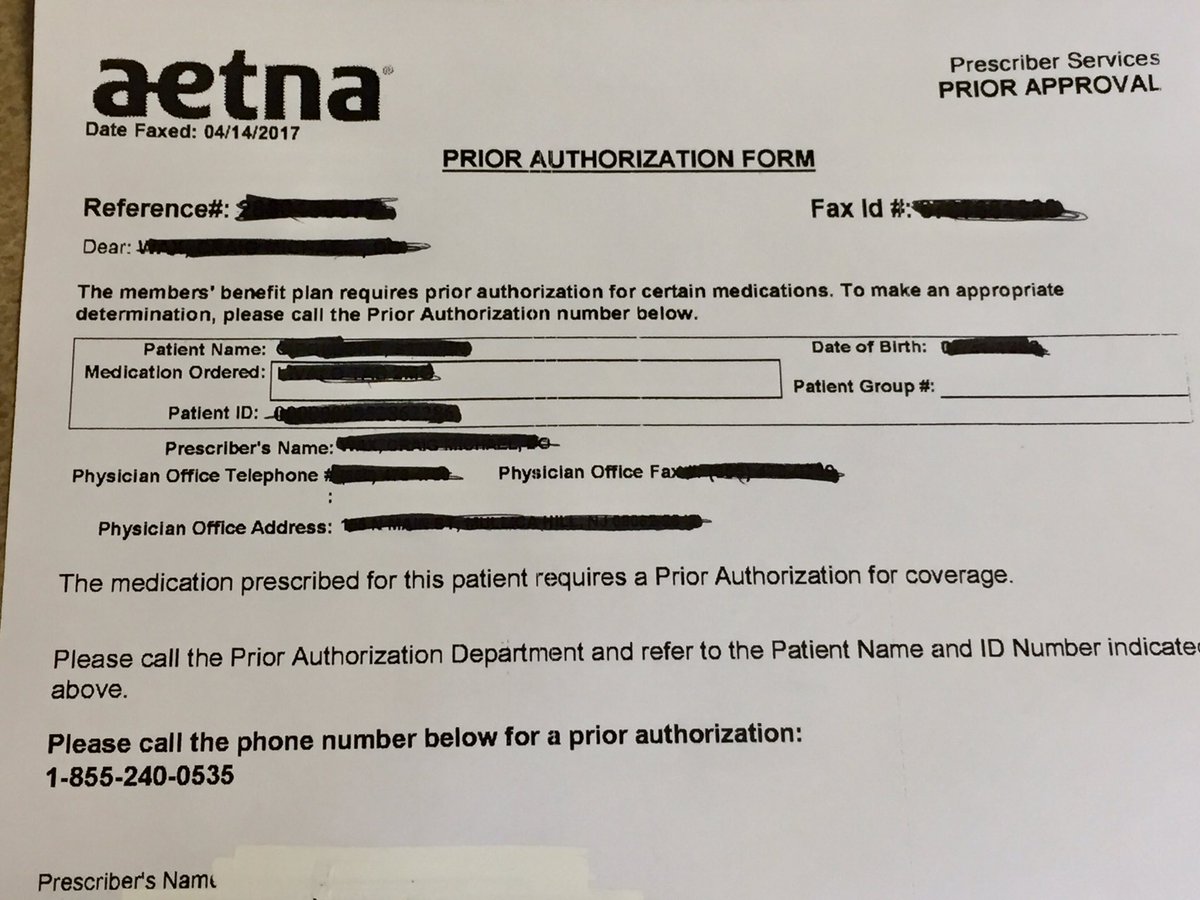 aetna®
Prescriber Services
PRIOR APPROVAL
Date Faxed: 04/14/2017
PRIOR AUTHORIZATION FORM
Reference#:
Fax Id #:
Dear:
The members' benefit plan requires prior authorization for certain medications. To make an appropriate
determination, please call the Prior Authorization number below.
Patient Name:
Date of Birth:
Medication Ordered:
Patient Group #:
Patient ID:
Prescriber's Name:
Physician Office Telephone #
:
Physician Office Fax
Physician Office Address:
The medication prescribed for this patient requires a Prior Authorization for coverage.
Please call the Prior Authorization Department and refer to the Patient Name and ID Number indicated
above.
Please call the phone number below for a prior authorization:
1-855-240-0535
Prescriber's Name